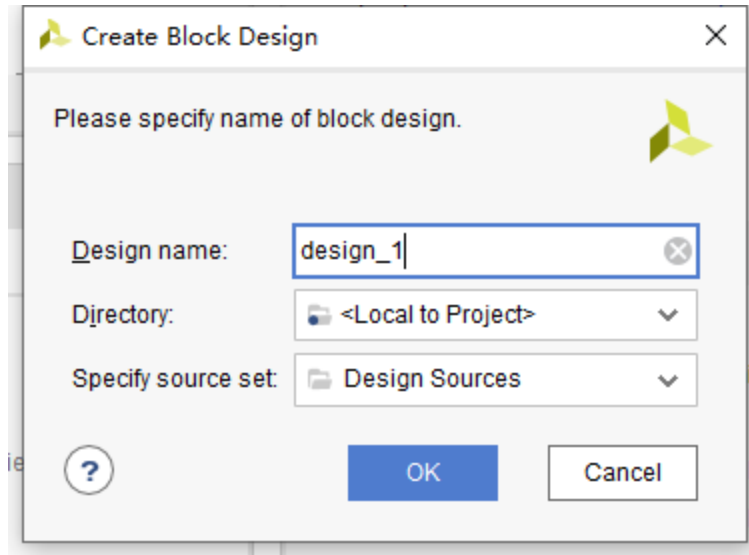 Create Block Design
Please specify name of block design.
Design name: design_1
Directory: <Local to Project>
Specify source set: Design Sources
? OK Cancel
ie